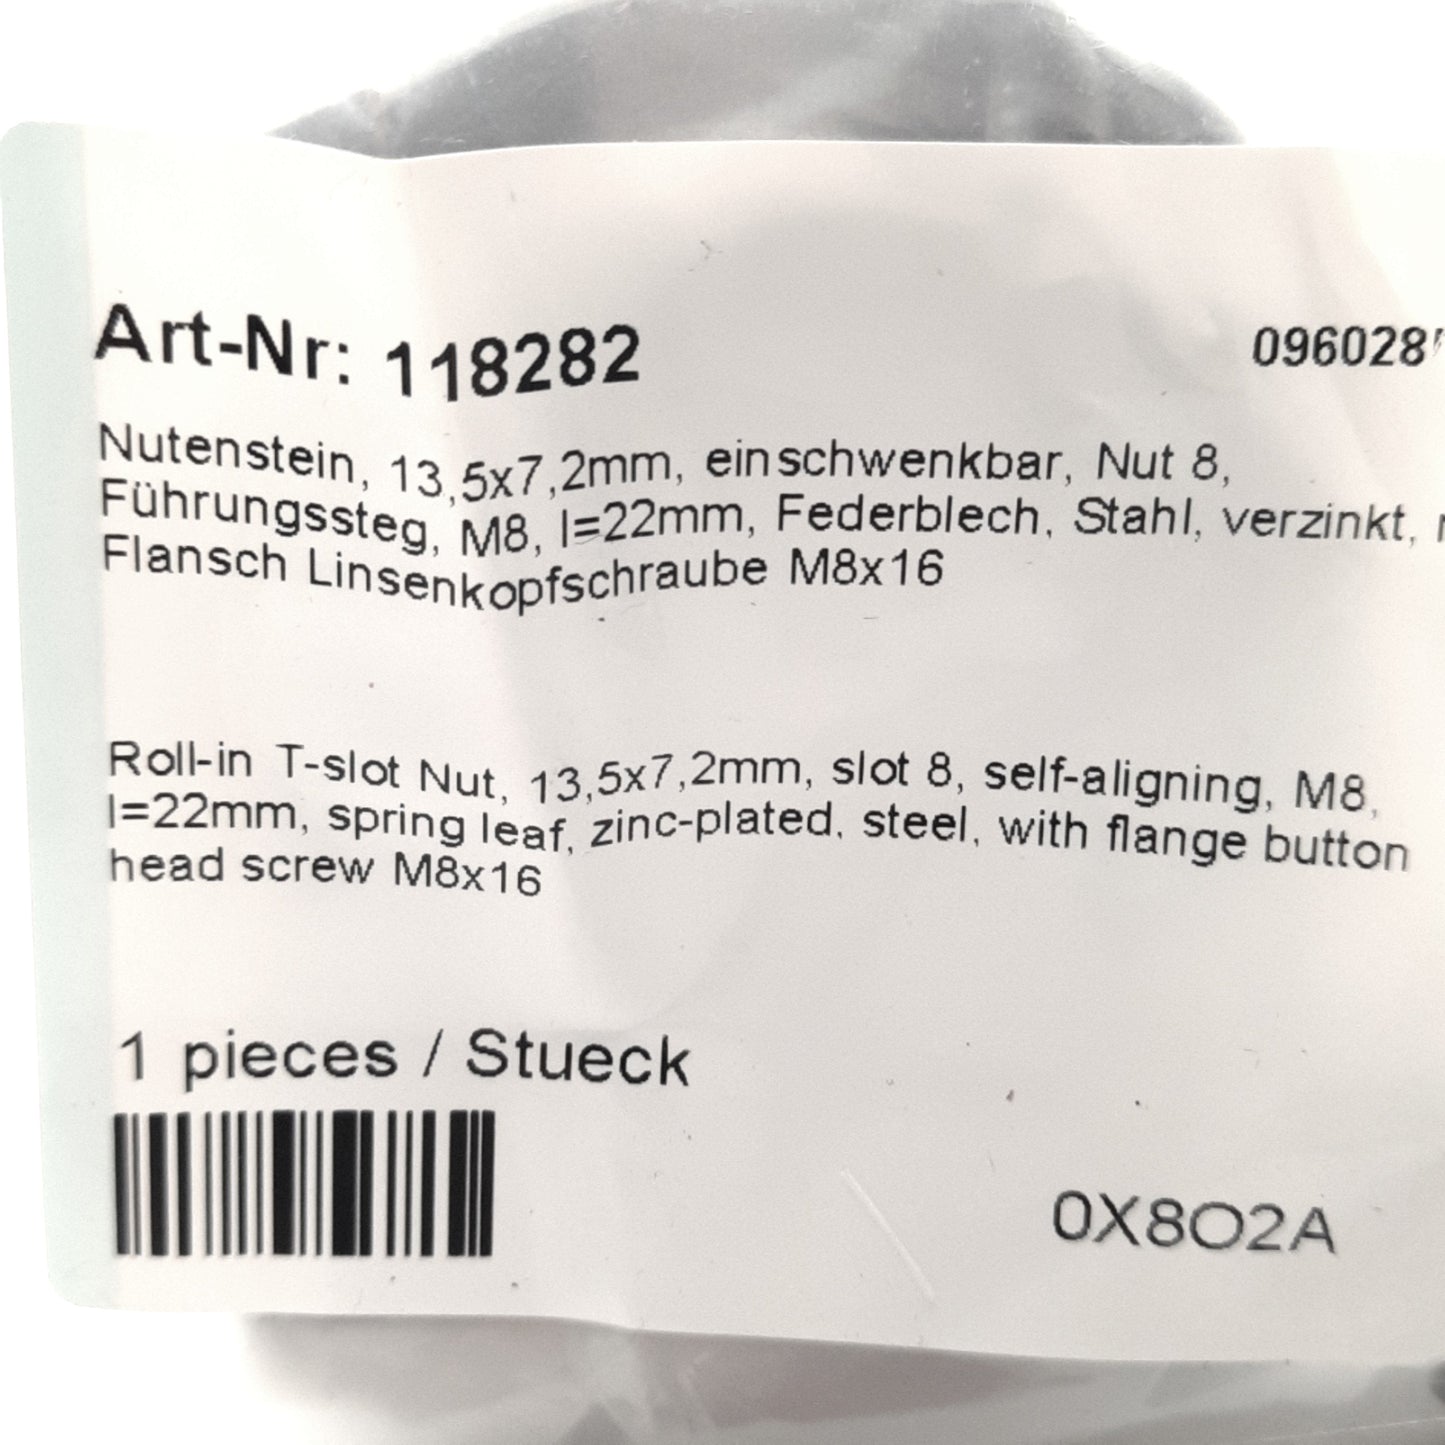 Art-Nr: 118282
096028
Nutenstein, 13,5x7,2mm, einschwenkbar, Nut 8,
Führungssteg, M8, l=22mm, Federblech, Stahl, verzinkt,
Flansch Linsenkopfschraube M8x16
Roll-in T-slot Nut, 13,5x7,2mm, slot 8, self-aligning, M8,
l=22mm, spring leaf, zinc-plated, steel, with flange button
head screw M8x16
1 pieces / Stueck
0X8O2A